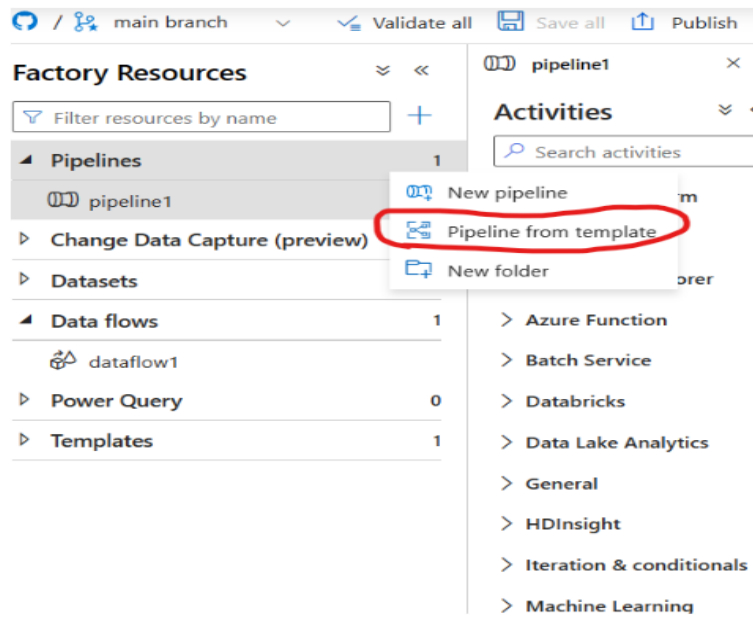 / main branch Validate all Save all Publish
Factory Resources
Filter resources by name
Pipelines 1
pipeline1
Change Data Capture (preview)
Datasets
Data flows 1
dataflow1
Power Query 0
Templates 1
New pipeline
Pipeline from template
New folder
pipeline1
Activities
Search activities
rm
orer
Azure Function
Batch Service
Databricks
Data Lake Analytics
General
HDInsight
Iteration & conditionals
Machine Learning